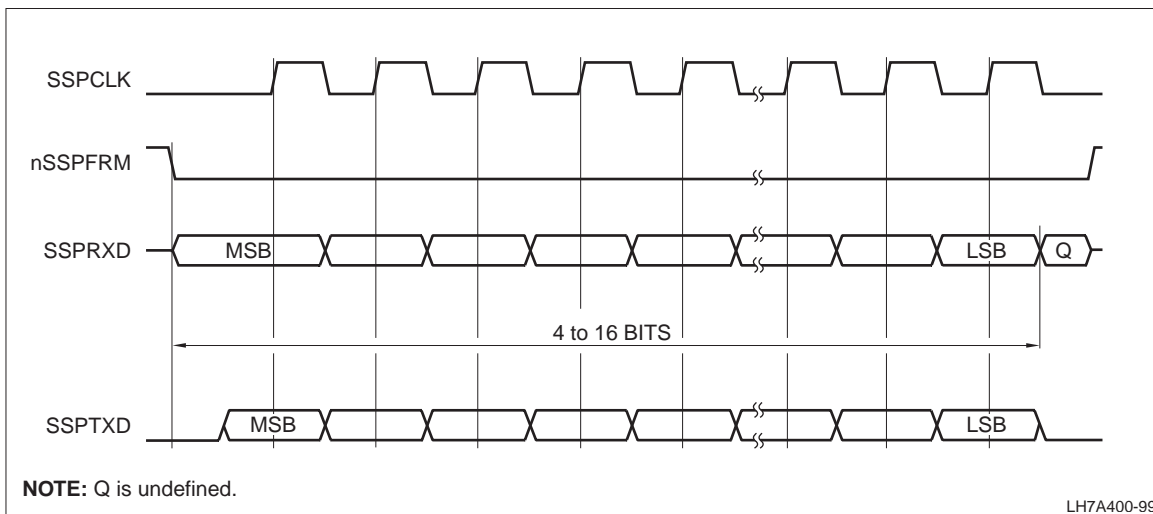 SSPCLK
nSSPFRM
SSPRXD
MSB
LSB
Q
4 to 16 BITS
SSPTXD
MSB
LSB
NOTE: Q is undefined.
LH7A400-99